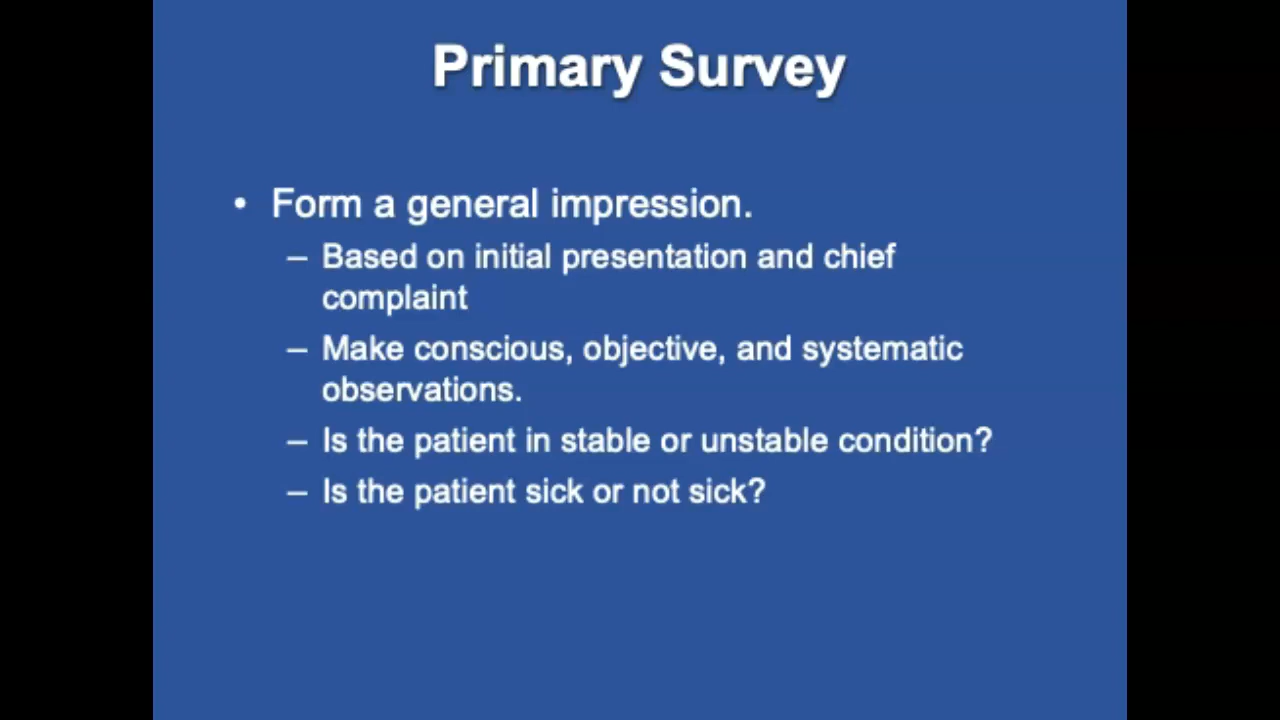 Primary Survey
• Form a general impression.
– Based on initial presentation and chief
complaint
– Make conscious, objective, and systematic
observations.
– Is the patient in stable or unstable condition?
– Is the patient sick or not sick?